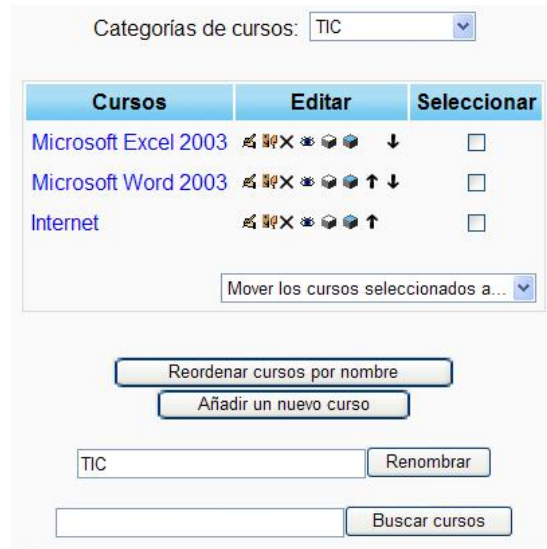 Categorías de cursos: TIC
Cursos Editar Seleccionar
Microsoft Excel 2003
Microsoft Word 2003
Internet
Mover los cursos seleccionados a...
Reordenar cursos por nombre
Añadir un nuevo curso
TIC Renombrar
Buscar cursos